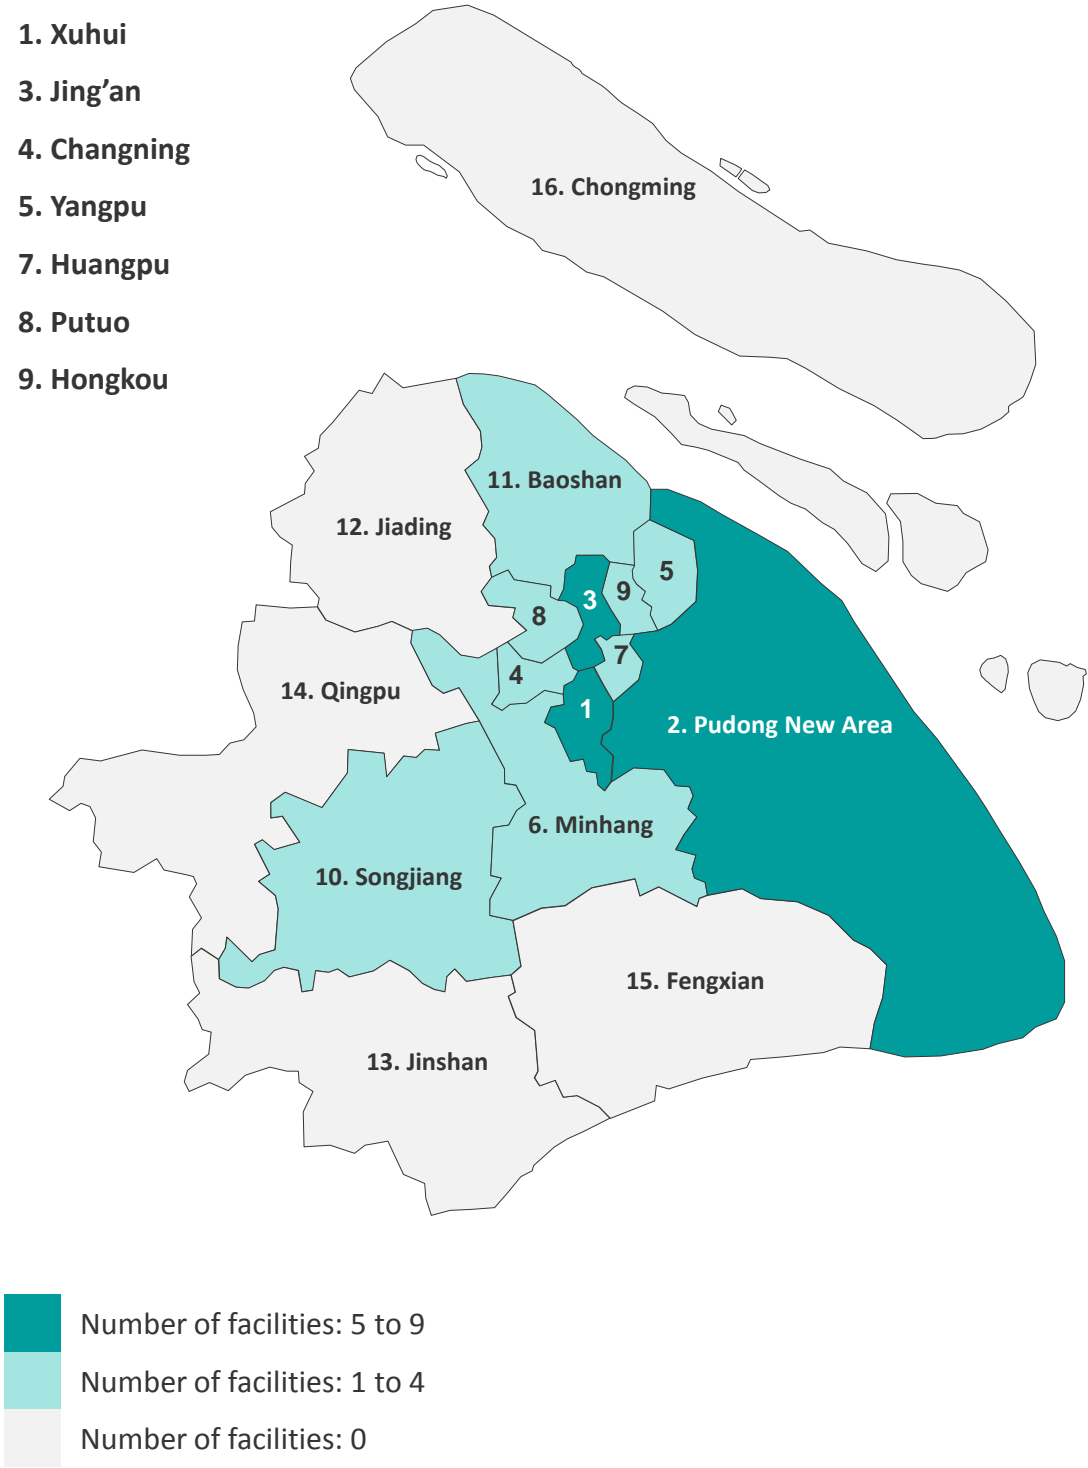 1. Xuhui
3. Jing’an
4. Changning
5. Yangpu
7. Huangpu
8. Putuo
9. Hongkou
16. Chongming
11. Baoshan
12. Jiading
5
9
3
8
7
4
14. Qingpu
1
2. Pudong New Area
6. Minhang
10. Songjiang
15. Fengxian
13. Jinshan
Number of facilities: 5 to 9
Number of facilities: 1 to 4
Number of facilities: 0